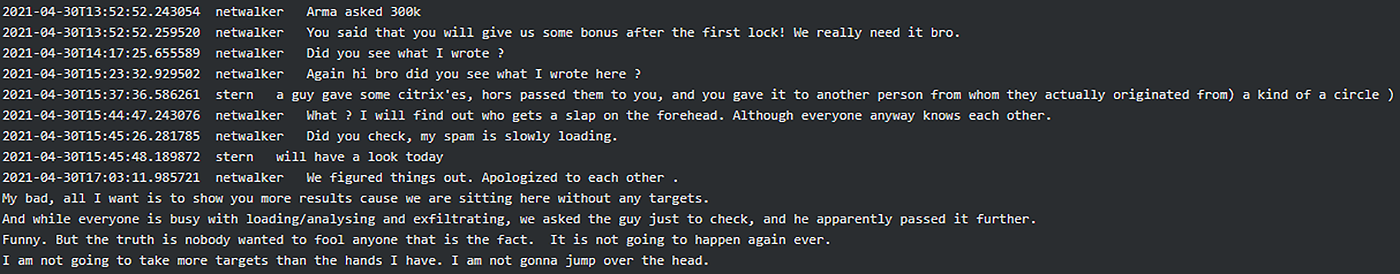 2021-04-30T13:52:52.243054 netwalker Arma asked 300k
2021-04-30T13:52:52.259520 netwalker You said that you will give us some bonus after the first lock! We really need it bro.
2021-04-30T14:17:25.655589 netwalker Did you see what I wrote ?
2021-04-30T15:23:32.929502 netwalker Again hi bro did you see what I wrote here ?
2021-04-30T15:37:36.586261 stern a guy gave some citrix'es, hors passed them to you, and you gave it to another person from whom they actually originated from) a kind of a circle )
2021-04-30T15:44:47.243076 netwalker What ? I will find out who gets a slap on the forehead. Although everyone anyway knows each other.
2021-04-30T15:45:26.281785 netwalker Did you check, my spam is slowly loading.
2021-04-30T15:45:48.189872 stern will have a look today
2021-04-30T17:03:11.985721 netwalker We figured things out. Apologized to each other .
My bad, all I want is to show you more results cause we are sitting here without any targets.
And while everyone is busy with loading/analysing and exfiltrating, we asked the guy just to check, and he apparently passed it further.
Funny. But the truth is nobody wanted to fool anyone that is the fact. It is not going to happen again ever.
I am not going to take more targets than the hands I have. I am not gonna jump over the head.